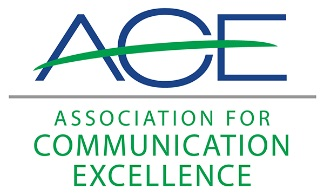 ACE
ASSOCIATION FOR
COMMUNICATION
EXCELLENCE